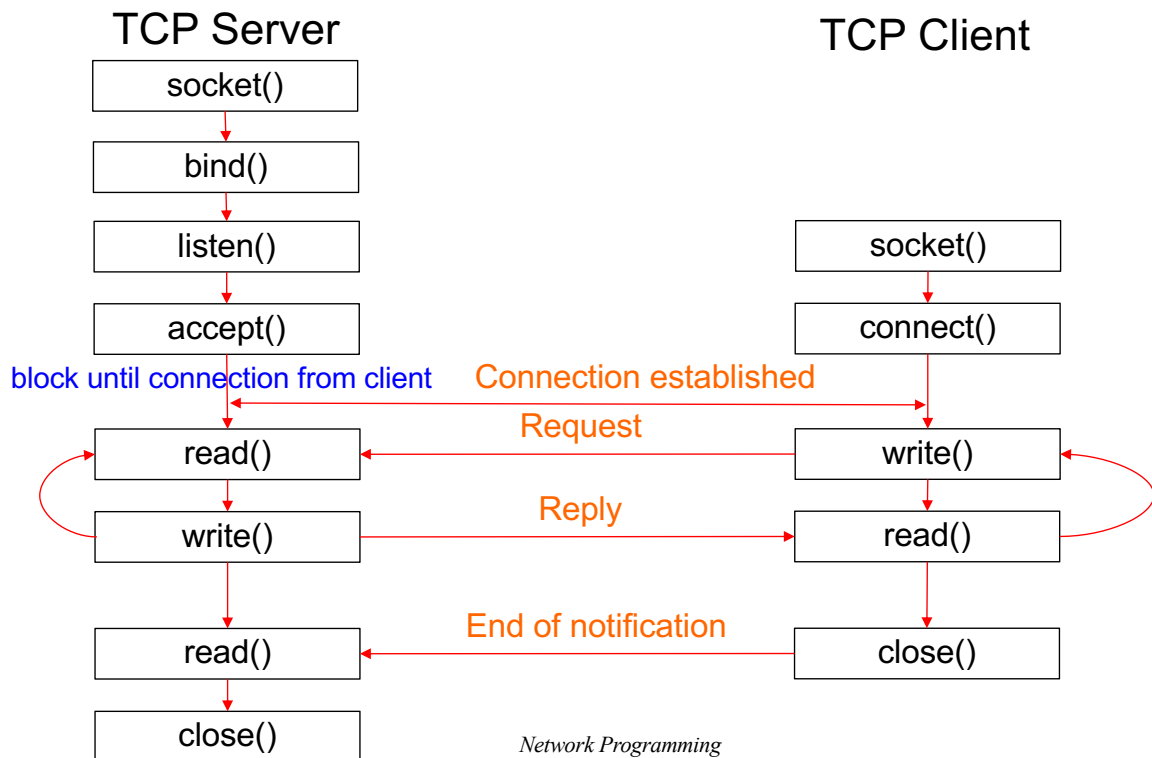 TCP Server
TCP Client
socket()
bind()
listen()
socket()
accept()
connect()
block until connection from client
Connection established
Request
read()
write()
Reply
write()
read()
End of notification
read()
close()
close()
Network Programming